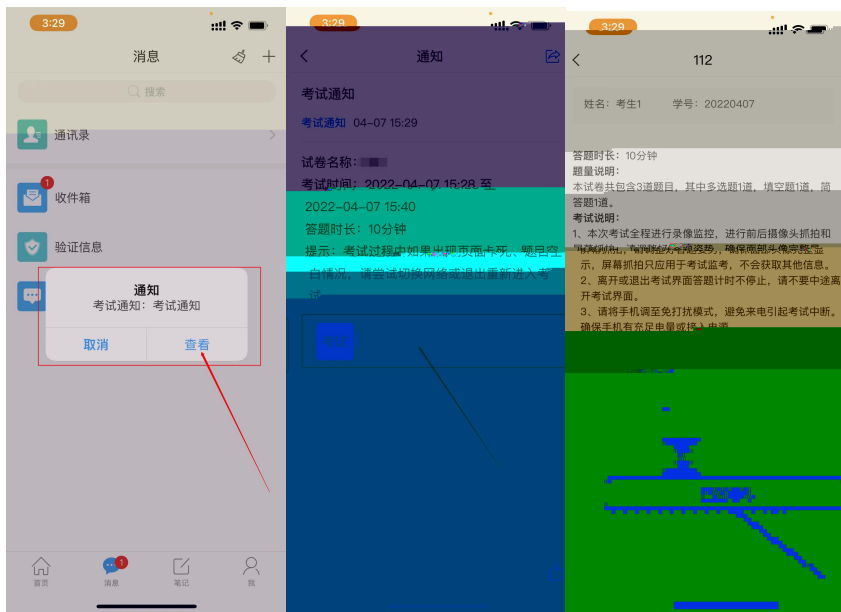 3:29
消息
搜索
通讯录
1
收件箱
验证信息
通知
考试通知：考试通知
取消
查看
首页
1
消息
笔记
我
3:29
通知
考试通知
考试通知 04-07 15:29
试卷名称：
考试时间：2022-04-07 15:28 至
2022-04-07 15:40
答题时长：10分钟
提示：考试过程中如果出现页面卡死、题目空
白情况，请尝试切换网络或退出重新进入考
试
3:29
112
姓名：考生1 学号：20220407
答题时长：10分钟
题量说明：
本试卷共包含3道题目，其中多选题1道，填空题1道，简
答题1道。
考试说明：
1、本次考试全程进行录像监控，进行前后摄像头抓拍和
示，屏幕抓拍只应用于考试监考，不会获取其他信息。
2、离开或退出考试界面答题计时不停止，请不要中途离
开考试界面。
3、请将手机调至免打扰模式，避免来电引起考试中断。
确保手机有充足电量或接入电源